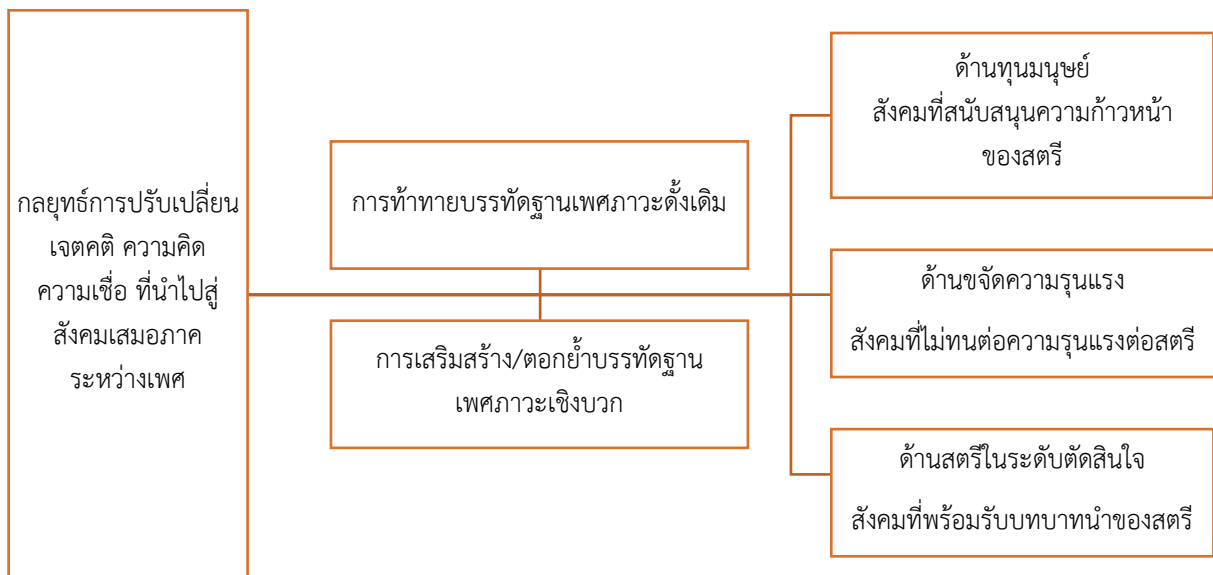 กลยุทธ์การปรับเปลี่ยน
เจตคติ ความคิด
ความเชื่อ ที่นำไปสู่
สังคมเสมอภาค
ระหว่างเพศ
การท้าทายบรรทัดฐานเพศภาวะดั้งเดิม
การเสริมสร้าง/ตอกย้ำบรรทัดฐาน
เพศภาวะเชิงบวก
ด้านทุนมนุษย์
สังคมที่สนับสนุนความก้าวหน้า
ของสตรี
ด้านขจัดความรุนแรง
สังคมที่ไม่ทนต่อความรุนแรงต่อสตรี
ด้านสตรีในระดับตัดสินใจ
สังคมที่พร้อมรับบทบาทนำของสตรี